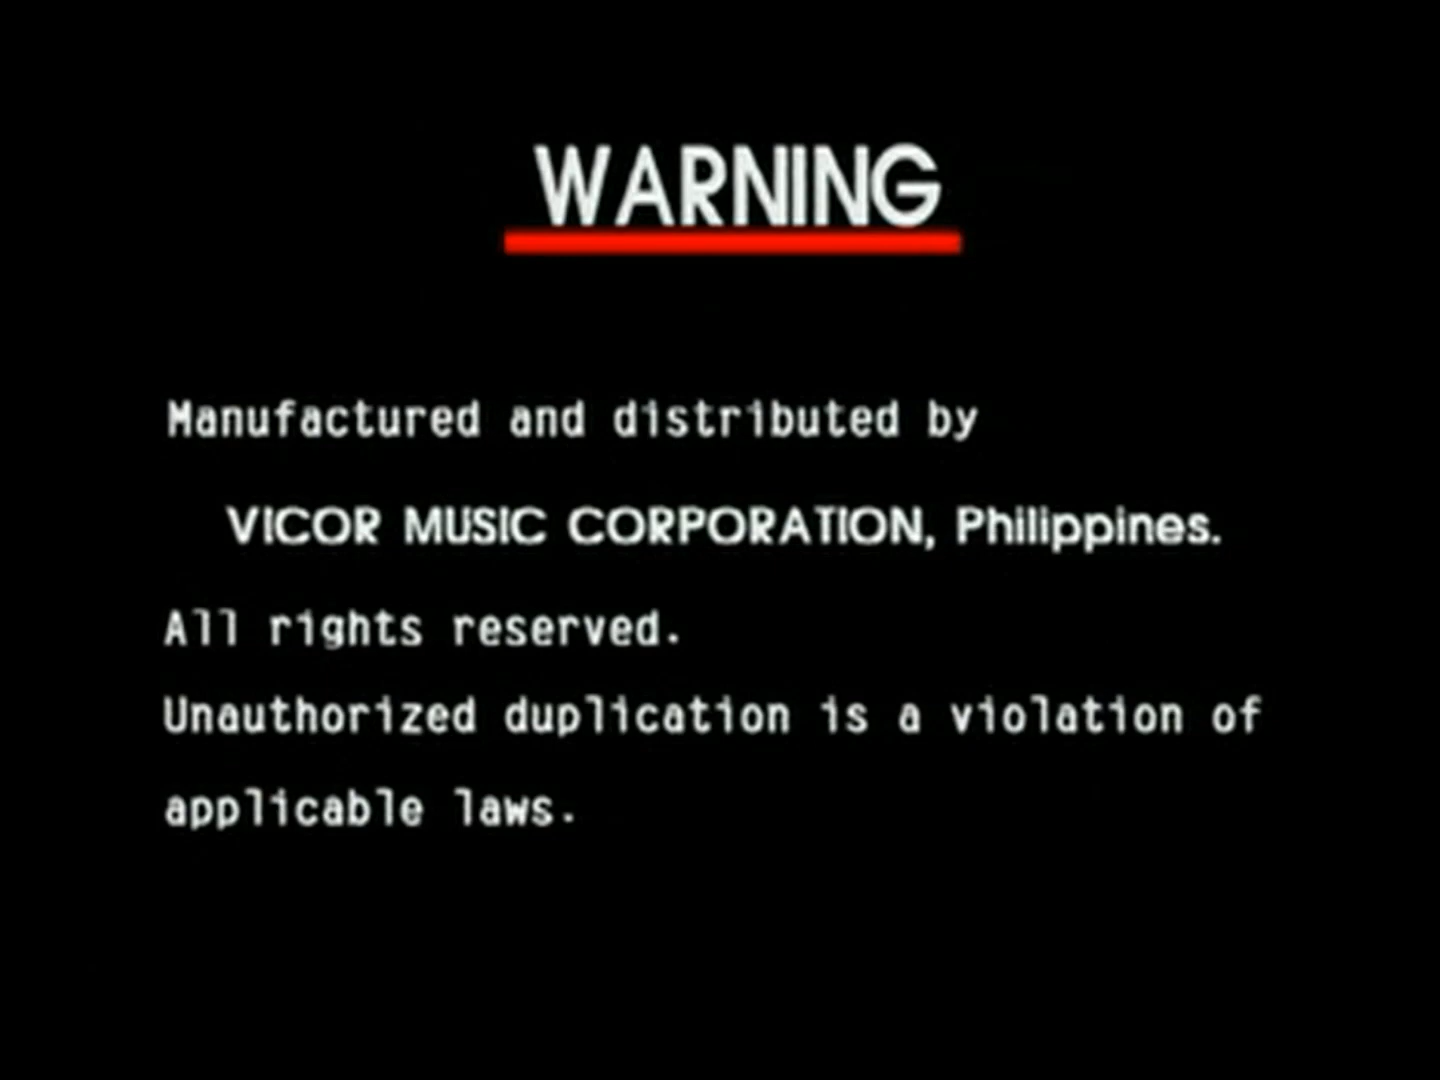 WARNING
Manufactured and distributed by
VICOR MUSIC CORPORATION, Philippines.
All rights reserved.
Unauthorized duplication is a violation of
applicable laws.